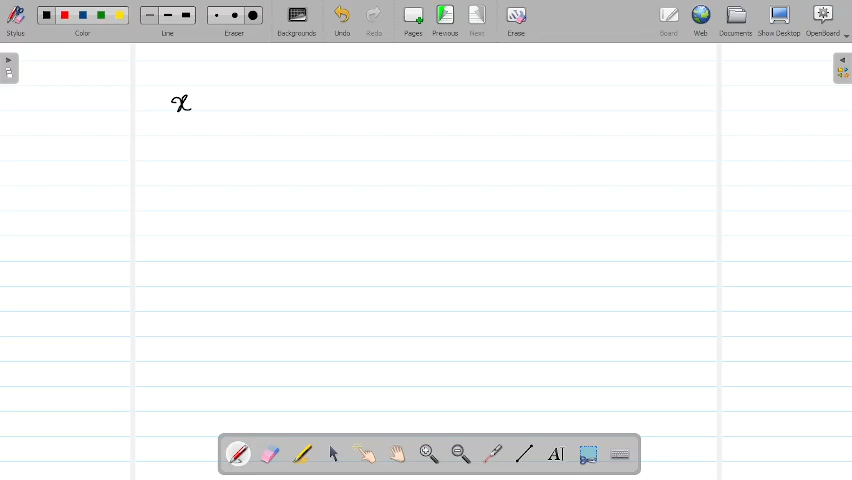 Stylus
Color
Line
Eraser
Backgrounds
Undo
Redo
Pages
Previous
Next
Erase
Board
Web
Documents
Show Desktop
OpenBoard
x
A